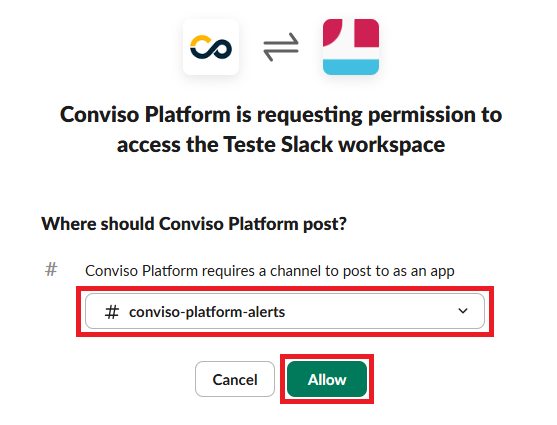 Conviso Platform is requesting permission to
access the Teste Slack workspace
Where should Conviso Platform post?
# Conviso Platform requires a channel to post to as an app
# conviso-platform-alerts
Cancel Allow